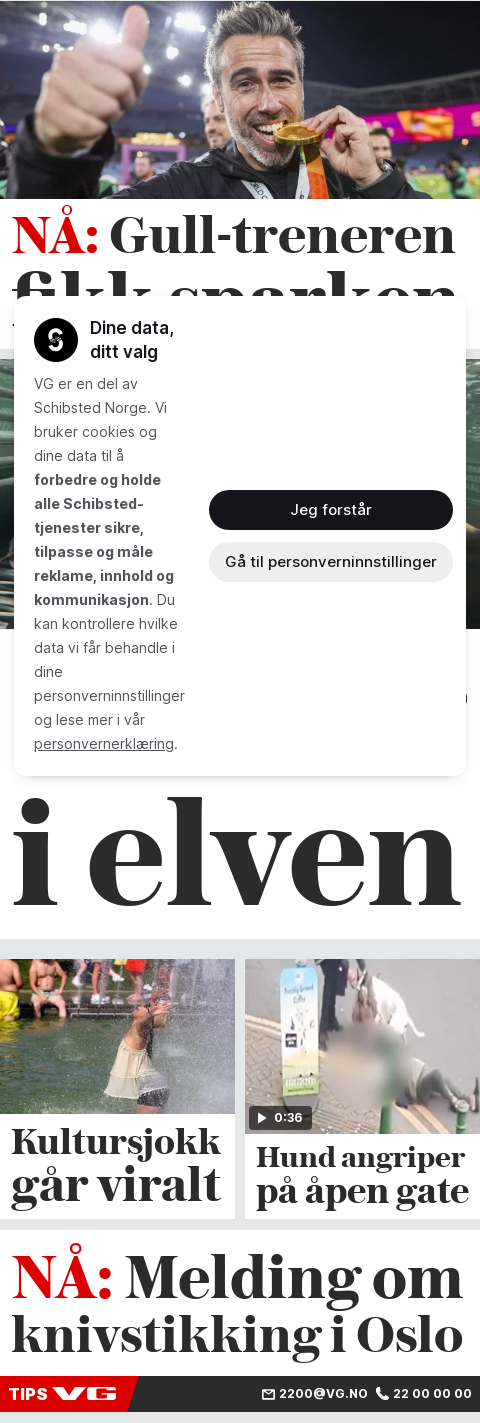 NÅ: Gull-treneren
fikk sparken
Dine data,
ditt valg
VG er en del av
Schibsted Norge. Vi
bruker cookies og
dine data til å
forbedre og holde
alle Schibsted-
tjenester sikre,
tilpasse og måle
reklame, innhold og
kommunikasjon. Du
kan kontrollere hvilke
data vi får behandle i
dine
personverninnstillinger
og lese mer i vår
personvernerklæring.
Jeg forstår
Gå til personverninnstillinger
i elven
0:36
Kultursjokk
går viralt
Hund angriper
på åpen gate
NÅ: Melding om
knivstikking i Oslo
TIPS VG 2200@VG.NO 22 00 00 00